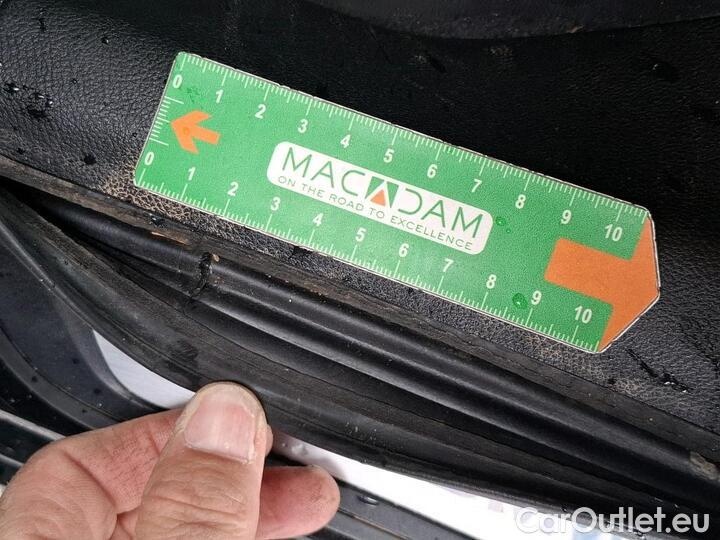 0 1 2 3 4 5 6 7 8 9 10
MACADAM
ON THE ROAD TO EXCELLENCE
0 1 2 3 4 5 6 7 8 9 10
CarOutlet.eu